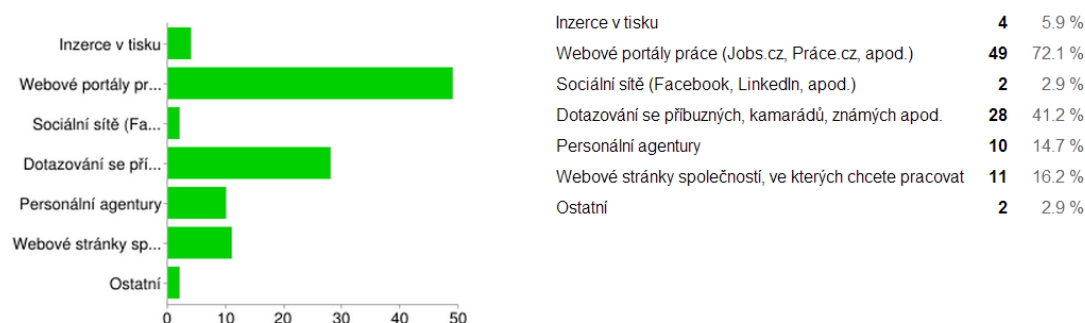 Inzerce v tisku
Webové portály pr...
Sociální sítě (Fa...
Dotazování se pří...
Personální agentury
Webové stránky sp...
Ostatní
0 10 20 30 40 50
Inzerce v tisku 4 5.9 %
Webové portály práce (Jobs.cz, Práce.cz, apod.) 49 72.1 %
Sociální sítě (Facebook, LinkedIn, apod.) 2 2.9 %
Dotazování se příbuzných, kamarádů, známých apod. 28 41.2 %
Personální agentury 10 14.7 %
Webové stránky společností, ve kterých chcete pracovat 11 16.2 %
Ostatní 2 2.9 %